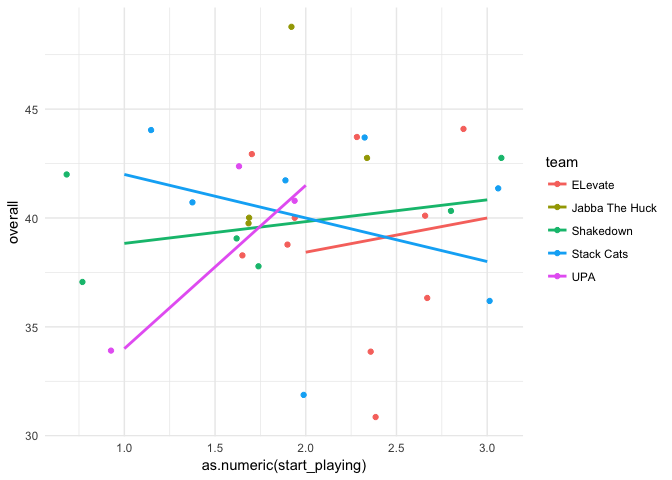 overall
45
40
35
30
1.0 1.5 2.0 2.5 3.0
as.numeric(start_playing)
team
ELevate
Jabba The Huck
Shakedown
Stack Cats
UPA